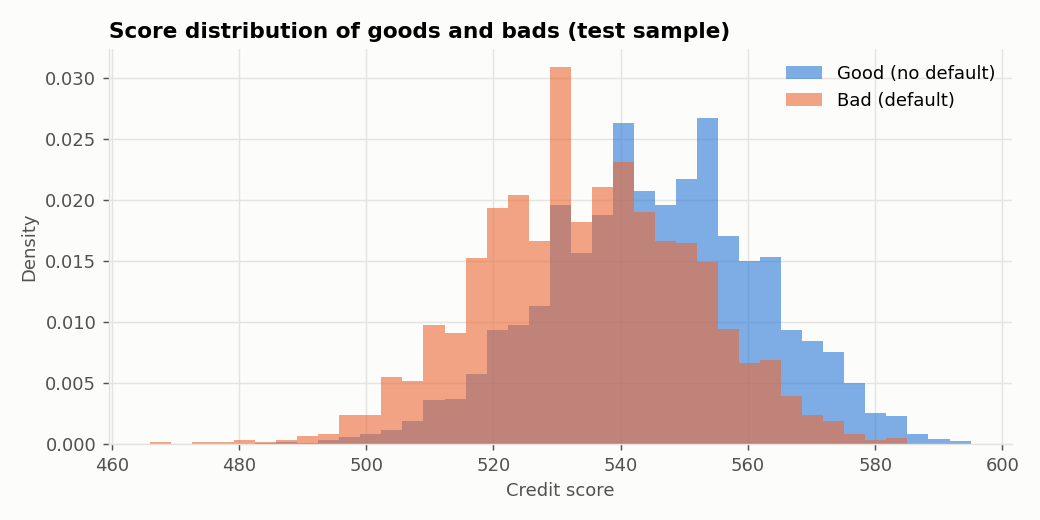 Score distribution of goods and bads (test sample)
Good (no default)
Bad (default)
0.030
0.025
0.020
0.015
0.010
0.005
0.000
Density
460 480 500 520 540 560 580 600
Credit score